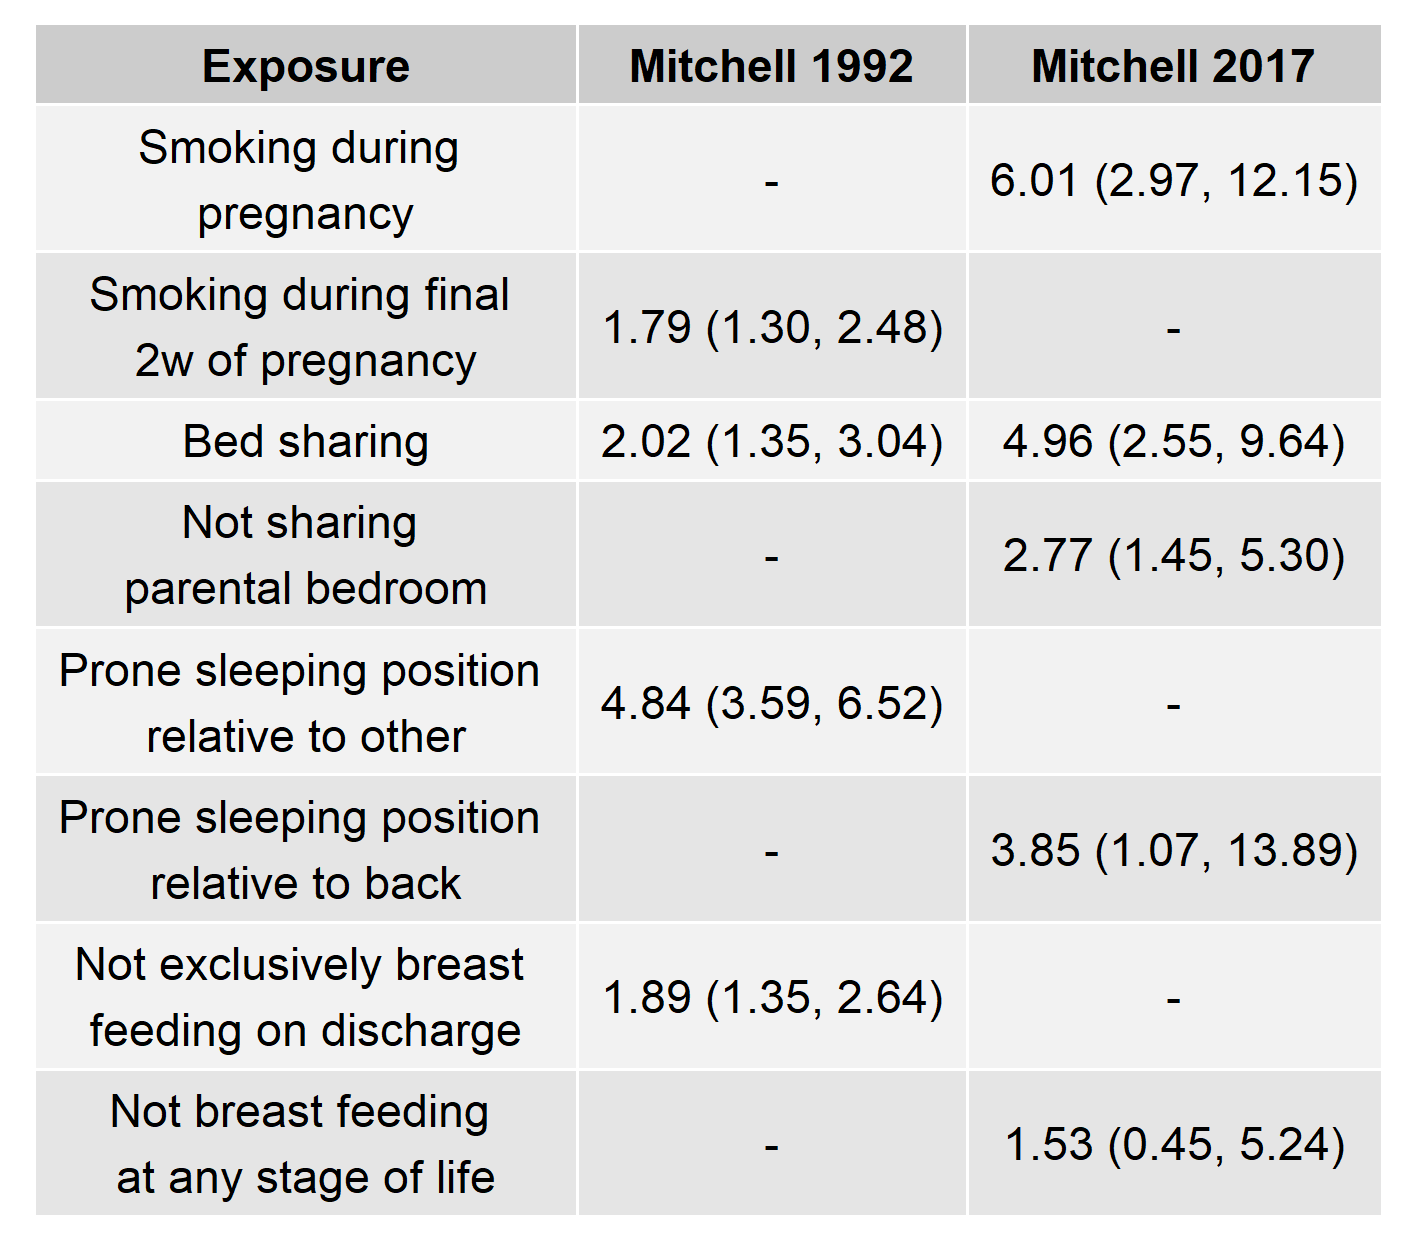 Exposure Mitchell 1992 Mitchell 2017
Smoking during
pregnancy
- 6.01 (2.97, 12.15)
Smoking during final
2w of pregnancy
1.79 (1.30, 2.48) -
Bed sharing 2.02 (1.35, 3.04) 4.96 (2.55, 9.64)
Not sharing
parental bedroom
- 2.77 (1.45, 5.30)
Prone sleeping position
relative to other
4.84 (3.59, 6.52) -
Prone sleeping position
relative to back
- 3.85 (1.07, 13.89)
Not exclusively breast
feeding on discharge
1.89 (1.35, 2.64) -
Not breast feeding
at any stage of life
- 1.53 (0.45, 5.24)